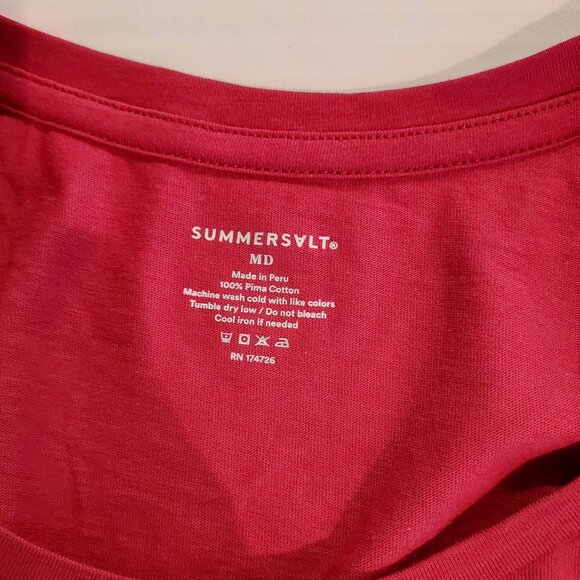 SUMMERSALT®
MD
Made in Peru
100% Pima Cotton
Machine wash cold with like colors
Tumble dry low / Do not bleach
Cool iron if needed
RN 174726